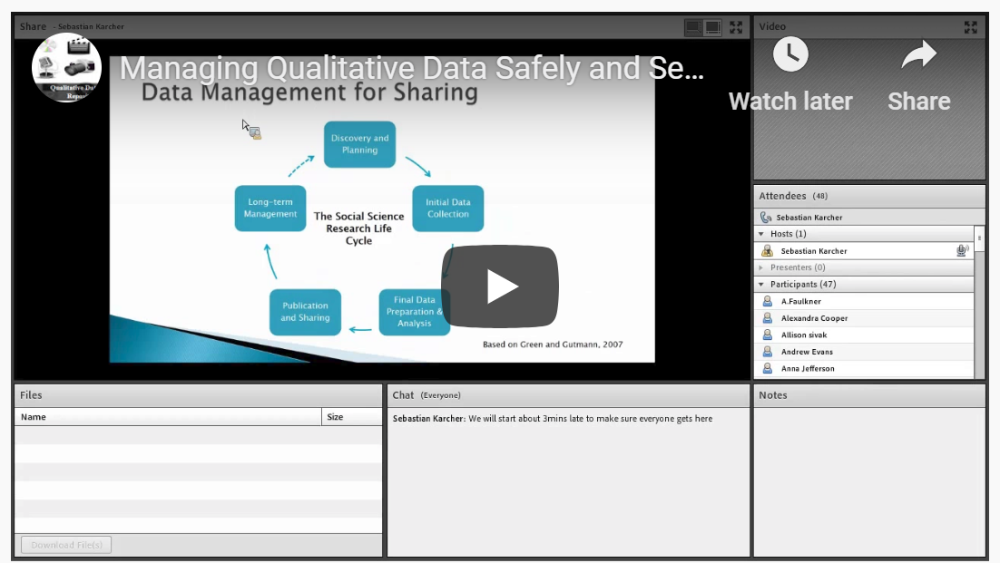 Share - Sebastian Karcher
Video
Managing Qualitative Data Safely and Se...
Watch later
Share
Qualitative Da
Repo
Data Management for Sharing
Discovery and
Planning
Initial Data
Collection
Final Data
Preparation &
Analysis
Publication
and Sharing
Long-term
Management
The Social Science
Research Life
Cycle
Based on Green and Gutmann, 2007
Attendees (48)
Sebastian Karcher
Hosts (1)
Sebastian Karcher
Presenters (0)
Participants (47)
A.Faulkner
Alexandra Cooper
Allison sivak
Andrew Evans
Anna Jefferson
Files
Name Size
Download File(s)
Chat (Everyone)
Sebastian Karcher: We will start about 3mins late to make sure everyone gets here
Notes